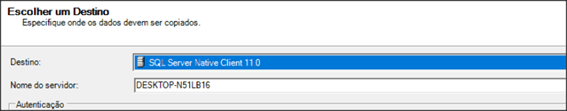 Escolher um Destino
Especifique onde os dados devem ser copiados.
Destino: SQL Server Native Client 11.0
Nome do servidor: DESKTOP-N51LB16
Autenticação